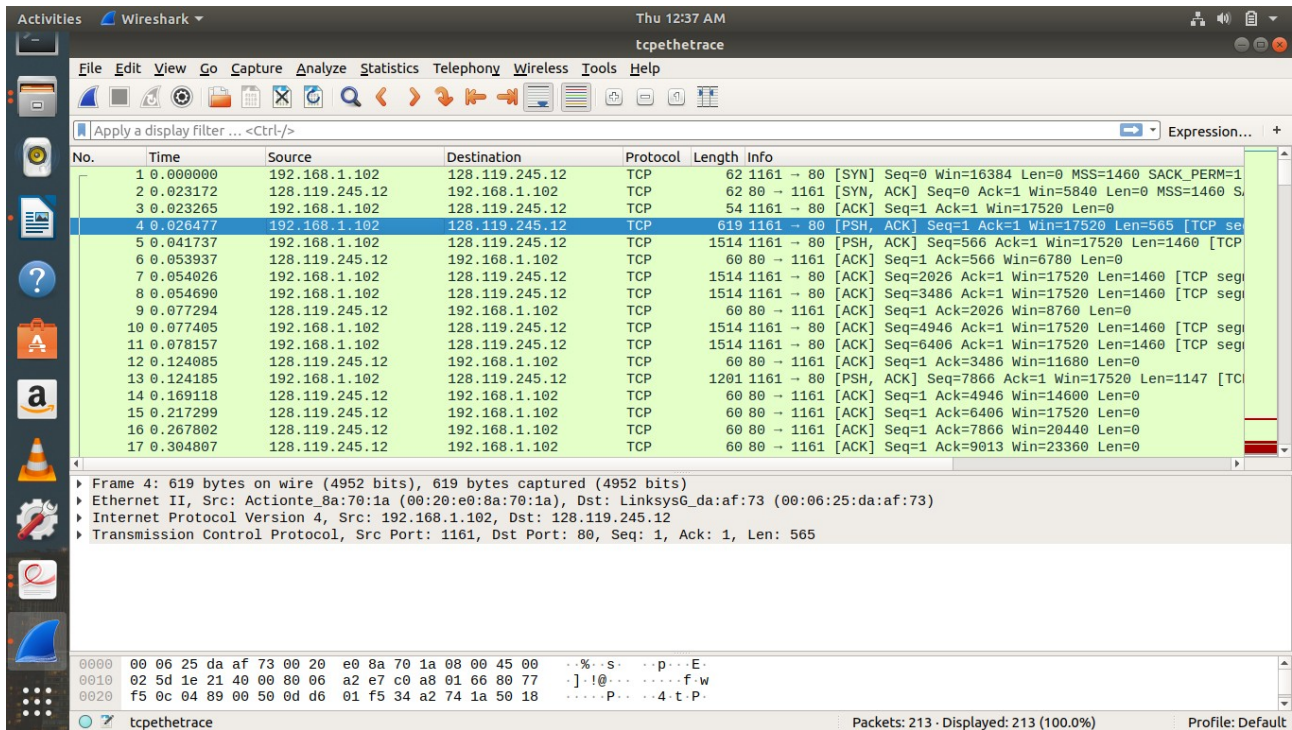 Activities Wireshark Thu 12:37 AM
tcpethetrace
File Edit View Go Capture Analyze Statistics Telephony Wireless Tools Help
Apply a display filter … <Ctrl-/> Expression… +
No. Time Source Destination Protocol Length Info
1 0.000000 192.168.1.102 128.119.245.12 TCP 62 1161 → 80 [SYN] Seq=0 Win=16384 Len=0 MSS=1460 SACK_PERM=1
2 0.023172 128.119.245.12 192.168.1.102 TCP 62 80 → 1161 [SYN, ACK] Seq=0 Ack=1 Win=5840 Len=0 MSS=1460 S
3 0.023265 192.168.1.102 128.119.245.12 TCP 54 1161 → 80 [ACK] Seq=1 Ack=1 Win=17520 Len=0
4 0.026477 192.168.1.102 128.119.245.12 TCP 619 1161 → 80 [PSH, ACK] Seq=1 Ack=1 Win=17520 Len=565 [TCP se
5 0.041737 192.168.1.102 128.119.245.12 TCP 1514 1161 → 80 [PSH, ACK] Seq=566 Ack=1 Win=17520 Len=1460 [TCP
6 0.053937 128.119.245.12 192.168.1.102 TCP 60 80 → 1161 [ACK] Seq=1 Ack=566 Win=6780 Len=0
7 0.054026 192.168.1.102 128.119.245.12 TCP 1514 1161 → 80 [ACK] Seq=2026 Ack=1 Win=17520 Len=1460 [TCP seg
8 0.054690 192.168.1.102 128.119.245.12 TCP 1514 1161 → 80 [ACK] Seq=3486 Ack=1 Win=17520 Len=1460 [TCP seg
9 0.077294 128.119.245.12 192.168.1.102 TCP 60 80 → 1161 [ACK] Seq=1 Ack=2026 Win=8760 Len=0
10 0.077405 192.168.1.102 128.119.245.12 TCP 1514 1161 → 80 [ACK] Seq=4946 Ack=1 Win=17520 Len=1460 [TCP seg
11 0.078157 192.168.1.102 128.119.245.12 TCP 1514 1161 → 80 [ACK] Seq=6406 Ack=1 Win=17520 Len=1460 [TCP seg
12 0.124085 128.119.245.12 192.168.1.102 TCP 60 80 → 1161 [ACK] Seq=1 Ack=3486 Win=11680 Len=0
13 0.124185 192.168.1.102 128.119.245.12 TCP 1201 1161 → 80 [PSH, ACK] Seq=7866 Ack=1 Win=17520 Len=1147 [TC
14 0.169118 128.119.245.12 192.168.1.102 TCP 60 80 → 1161 [ACK] Seq=1 Ack=4946 Win=14600 Len=0
15 0.217299 128.119.245.12 192.168.1.102 TCP 60 80 → 1161 [ACK] Seq=1 Ack=6406 Win=17520 Len=0
16 0.267802 128.119.245.12 192.168.1.102 TCP 60 80 → 1161 [ACK] Seq=1 Ack=7866 Win=20440 Len=0
17 0.304807 128.119.245.12 192.168.1.102 TCP 60 80 → 1161 [ACK] Seq=1 Ack=9013 Win=23360 Len=0
Frame 4: 619 bytes on wire (4952 bits), 619 bytes captured (4952 bits)
Ethernet II, Src: Actionte_8a:70:1a (00:20:e0:8a:70:1a), Dst: LinksysG_da:af:73 (00:06:25:da:af:73)
Internet Protocol Version 4, Src: 192.168.1.102, Dst: 128.119.245.12
Transmission Control Protocol, Src Port: 1161, Dst Port: 80, Seq: 1, Ack: 1, Len: 565
0000 00 06 25 da af 73 00 20 e0 8a 70 1a 08 00 45 00 ··%··s· ··p···E·
0010 02 5d 1e 21 40 00 80 06 a2 e7 c0 a8 01 66 80 77 ·]·!@··· ·····f·w
0020 f5 0c 04 89 00 50 0d d6 01 f5 34 a2 74 1a 50 18 ·····P·· ··4·t·P·
tcpethetrace Packets: 213 · Displayed: 213 (100.0%) Profile: Default